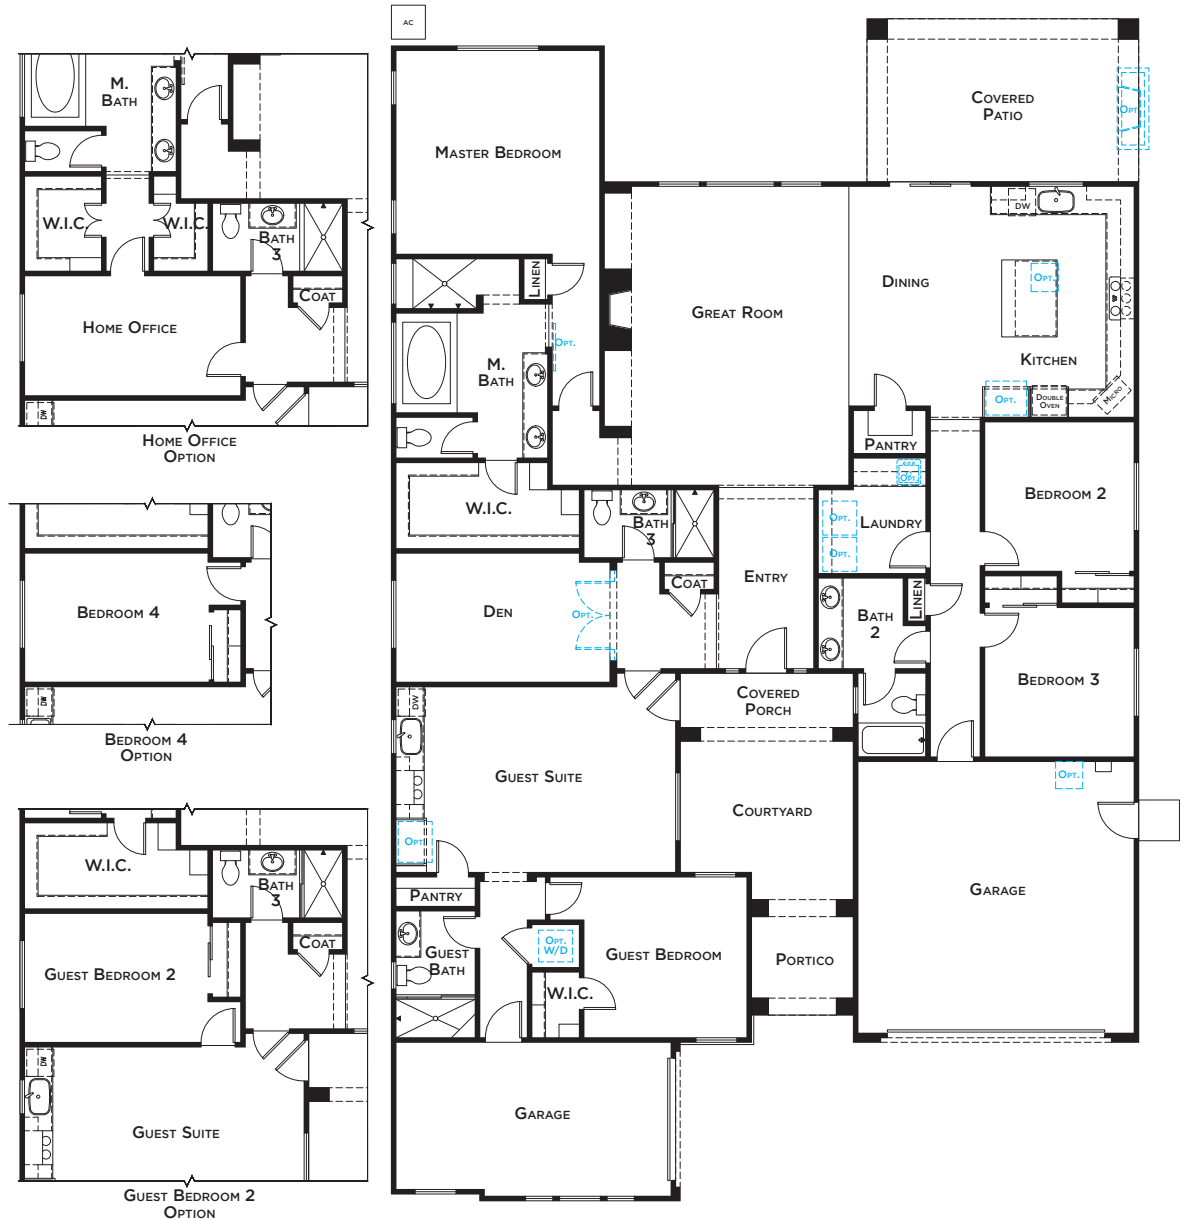 AC
M.
BATH
W.I.C.
W.I.C.
BATH
3
COAT
HOME OFFICE
DW
HOME OFFICE
OPTION
BEDROOM 4
DW
BEDROOM 4
OPTION
W.I.C.
BATH
3
COAT
GUEST BEDROOM 2
DW
GUEST SUITE
GUEST BEDROOM 2
OPTION
COVERED
PATIO
OPT.
MASTER BEDROOM
LINEN
OPT.
M.
BATH
GREAT ROOM
DINING
DW
OPT.
KITCHEN
OPT.
DOUBLE
OVEN
MICRO
PANTRY
W.I.C.
BATH
3
COAT
ENTRY
OPT.
LAUNDRY
OPT.
OPT.
BEDROOM 2
DEN
OPT.
LINEN
BATH
2
BEDROOM 3
COVERED
PORCH
DW
GUEST SUITE
OPT.
COURTYARD
OPT.
GARAGE
PANTRY
GUEST
BATH
OPT.
W/D
W.I.C.
GUEST BEDROOM
PORTICO
GARAGE